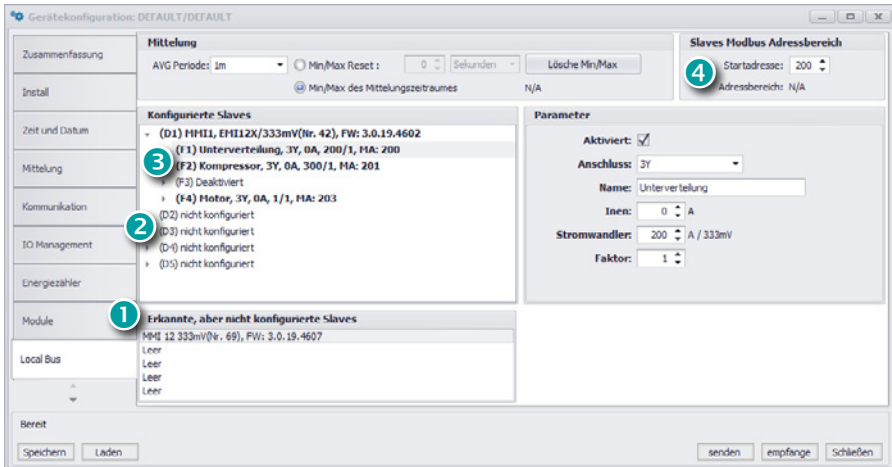 Gerätekonfiguration: DEFAULT/DEFAULT
Zusammenfassung
Install
Zeit und Datum
Mittelung
Kommunikation
IO Management
Energiezähler
Module
Local Bus
Mittelung
AVG Periode: 1m
Min/Max Reset : 0 Sekunden
Lösche Min/Max
Min/Max des Mittelungszeitraumes N/A
Slaves Modbus Adressbereich
4
Startadresse: 200
Adressbereich: N/A
Konfigurierte Slaves
(D1) MMI1, EMI12X/333mV(Nr. 42), FW: 3.0.19.4602
3
(F1) Unterverteilung, 3Y, 0A, 200/1, MA: 200
(F2) Kompressor, 3Y, 0A, 300/1, MA: 201
(F3) Deaktiviert
(F4) Motor, 3Y, 0A, 1/1, MA: 203
2
(D2) nicht konfiguriert
(D3) nicht konfiguriert
(D4) nicht konfiguriert
(D5) nicht konfiguriert
Parameter
Aktiviert:
Anschluss: 3Y
Name: Unterverteilung
Inen: 0 A
Stromwandler: 200 A / 333mV
Faktor: 1
1
Erkannte, aber nicht konfigurierte Slaves
MMI 12 333mV(Nr. 69), FW: 3.0.19.4607
Leer
Leer
Leer
Leer
Bereit
Speichern Laden senden empfange Schließen